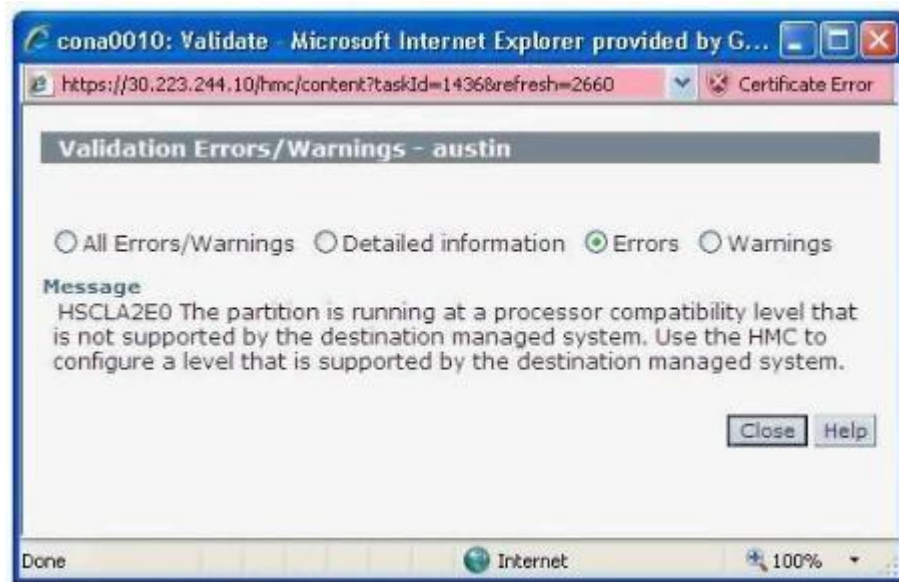 cona0010: Validate - Microsoft Internet Explorer provided by G...
https://30.223.244.10/hmc/content?taskId=1436&refresh=2660
Certificate Error
Validation Errors/Warnings - austin
All Errors/Warnings Detailed information Errors Warnings
Message
HSCLA2E0 The partition is running at a processor compatibility level that
is not supported by the destination managed system. Use the HMC to
configure a level that is supported by the destination managed system.
Close Help
Done Internet 100%